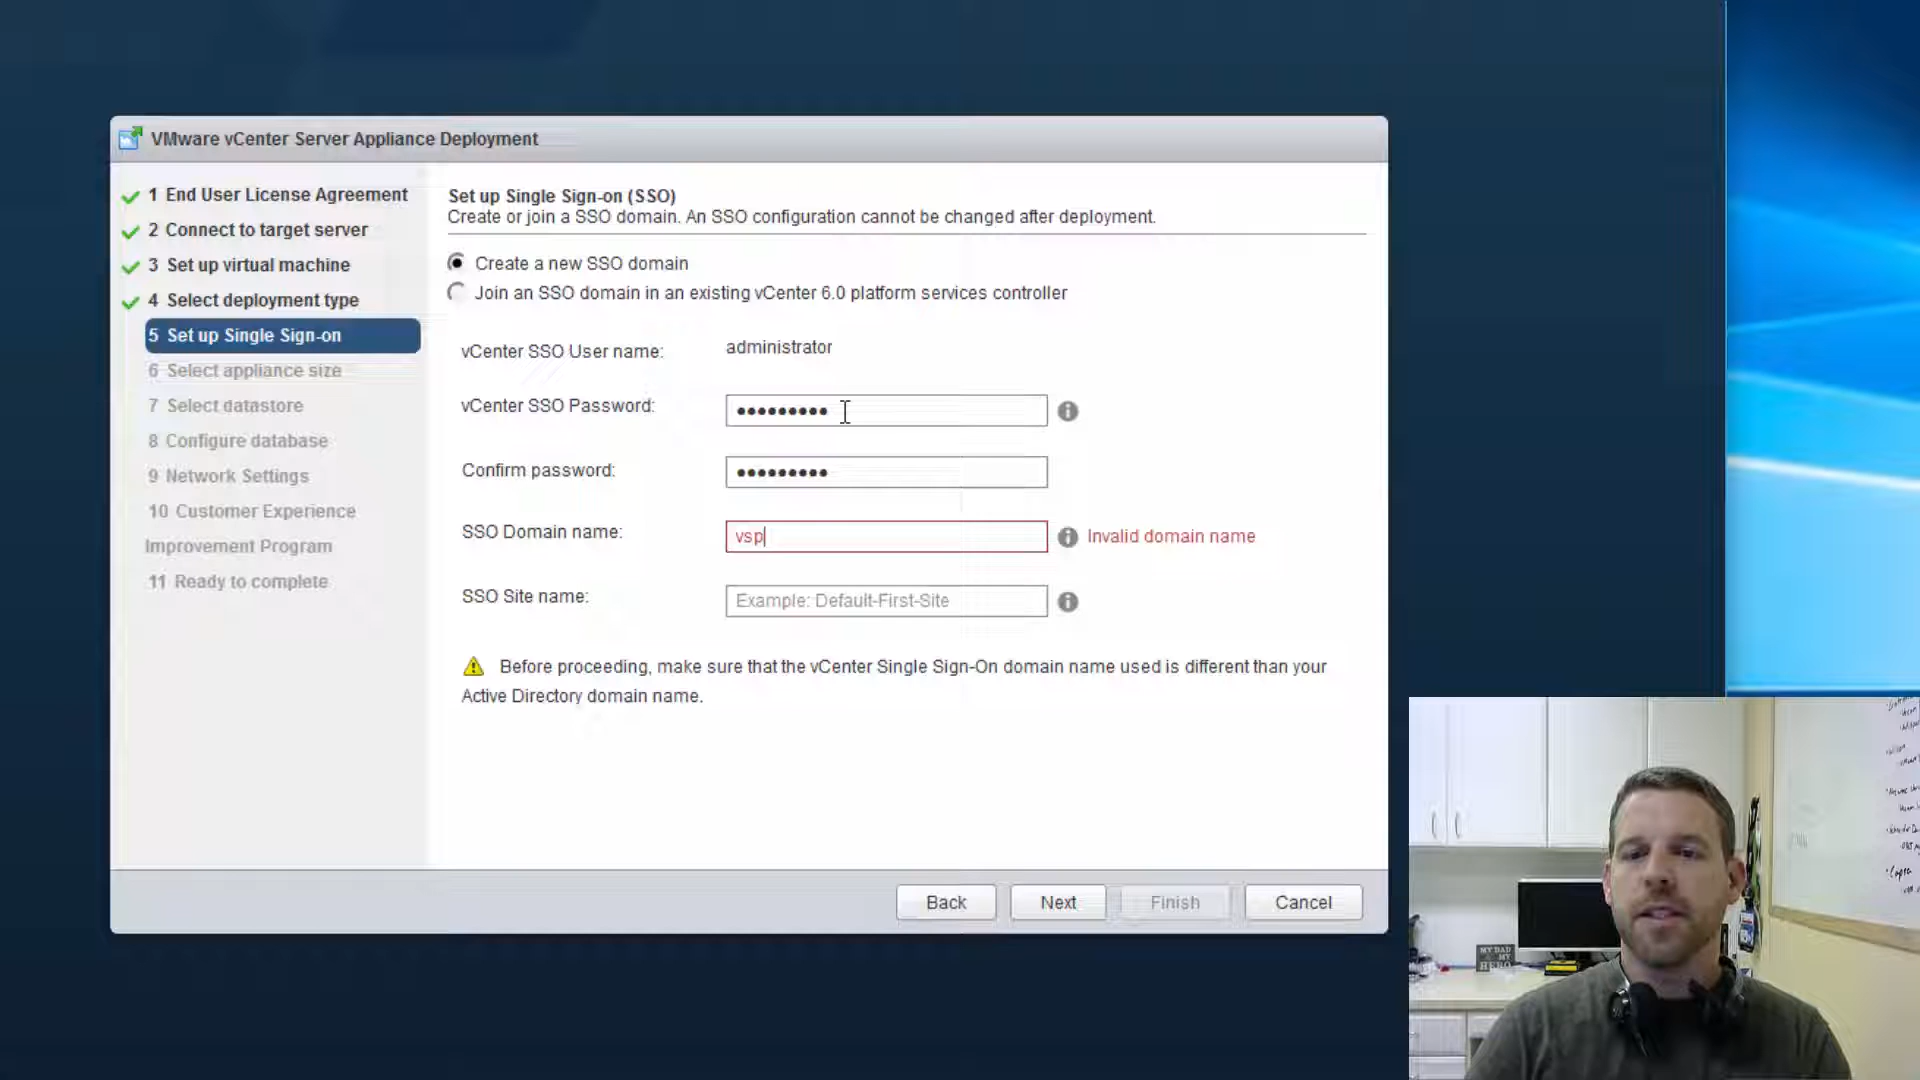 VMware vCenter Server Appliance Deployment
1 End User License Agreement
2 Connect to target server
3 Set up virtual machine
4 Select deployment type
5 Set up Single Sign-on
6 Select appliance size
7 Select datastore
8 Configure database
9 Network Settings
10 Customer Experience
Improvement Program
11 Ready to complete
Set up Single Sign-on (SSO)
Create or join a SSO domain. An SSO configuration cannot be changed after deployment.
Create a new SSO domain
Join an SSO domain in an existing vCenter 6.0 platform services controller
vCenter SSO User name: administrator
vCenter SSO Password: •••••••••
Confirm password: •••••••••
SSO Domain name: vsp Invalid domain name
SSO Site name: Example: Default-First-Site
Before proceeding, make sure that the vCenter Single Sign-On domain name used is different than your
Active Directory domain name.
Back Next Finish Cancel
MY DAD
MY
HERO